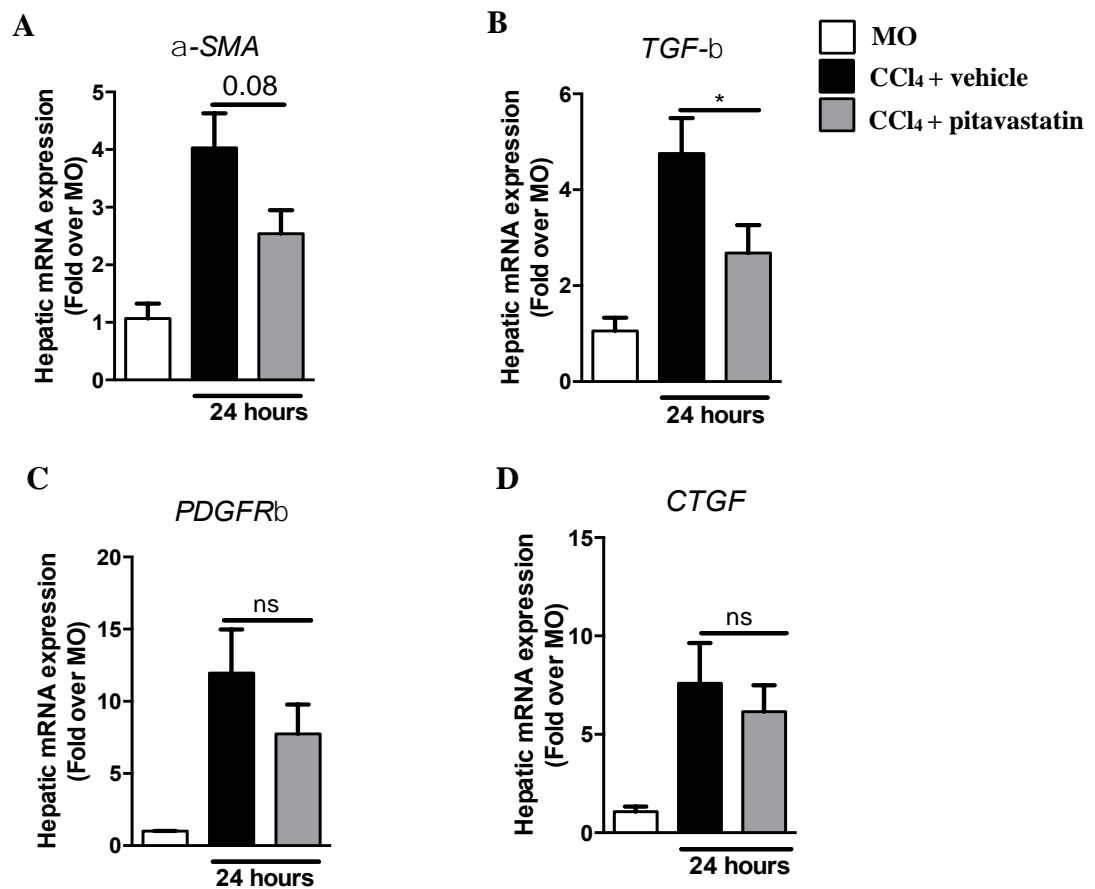 A
a-SMA
0.08
Hepatic mRNA expression
(Fold over MO)
5
4
3
2
1
0
24 hours
B
TGF-b
*
Hepatic mRNA expression
(Fold over MO)
6
4
2
0
24 hours
MO
CCl₄ + vehicle
CCl₄ + pitavastatin
C
PDGFRb
ns
Hepatic mRNA expression
(Fold over MO)
20
15
10
5
0
24 hours
D
CTGF
ns
Hepatic mRNA expression
(Fold over MO)
15
10
5
0
24 hours